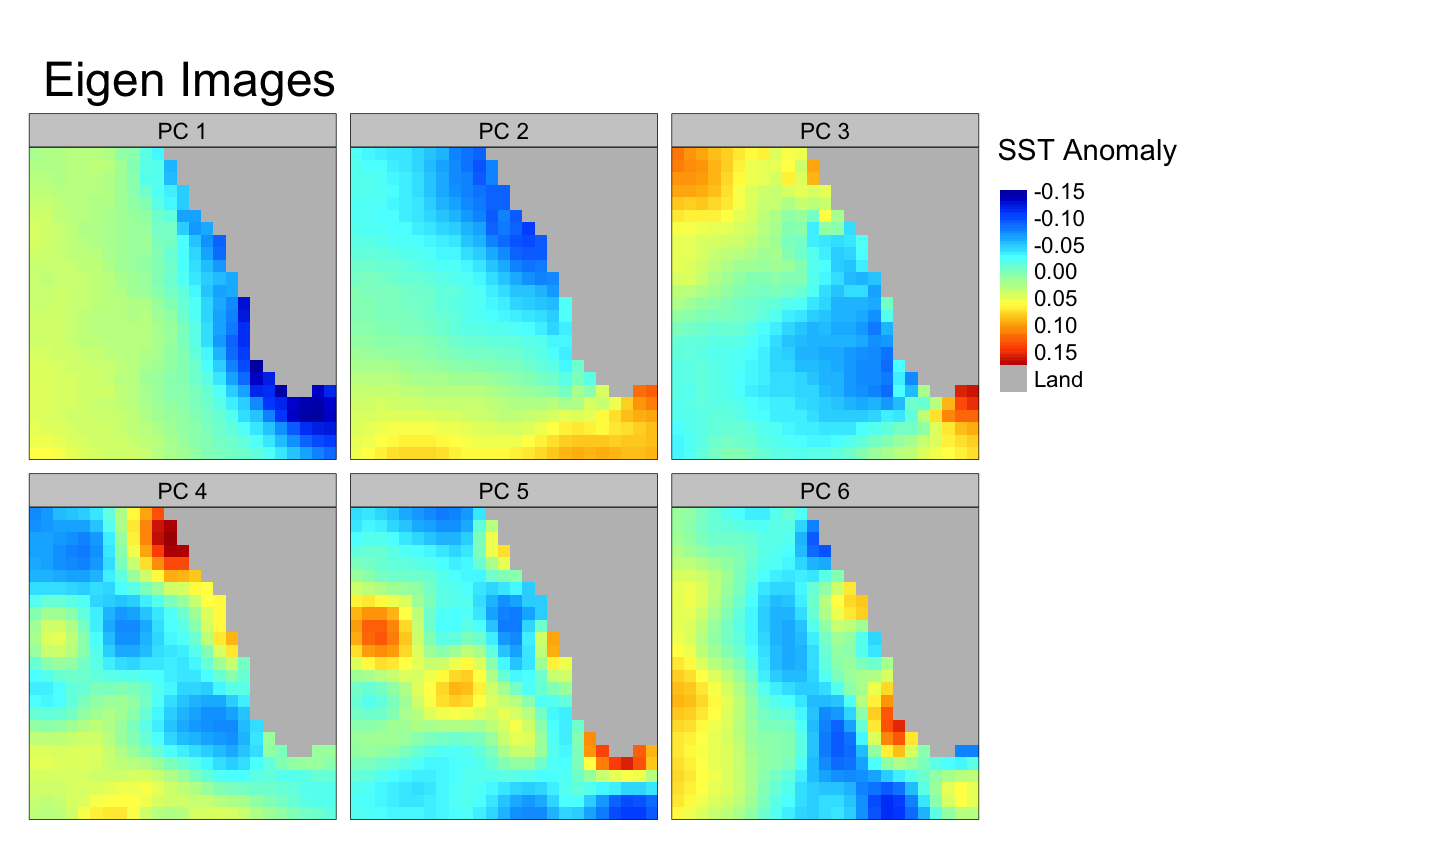 Eigen Images
PC 1
PC 2
PC 3
SST Anomaly
-0.15
-0.10
-0.05
0.00
0.05
0.10
0.15
Land
PC 4
PC 5
PC 6